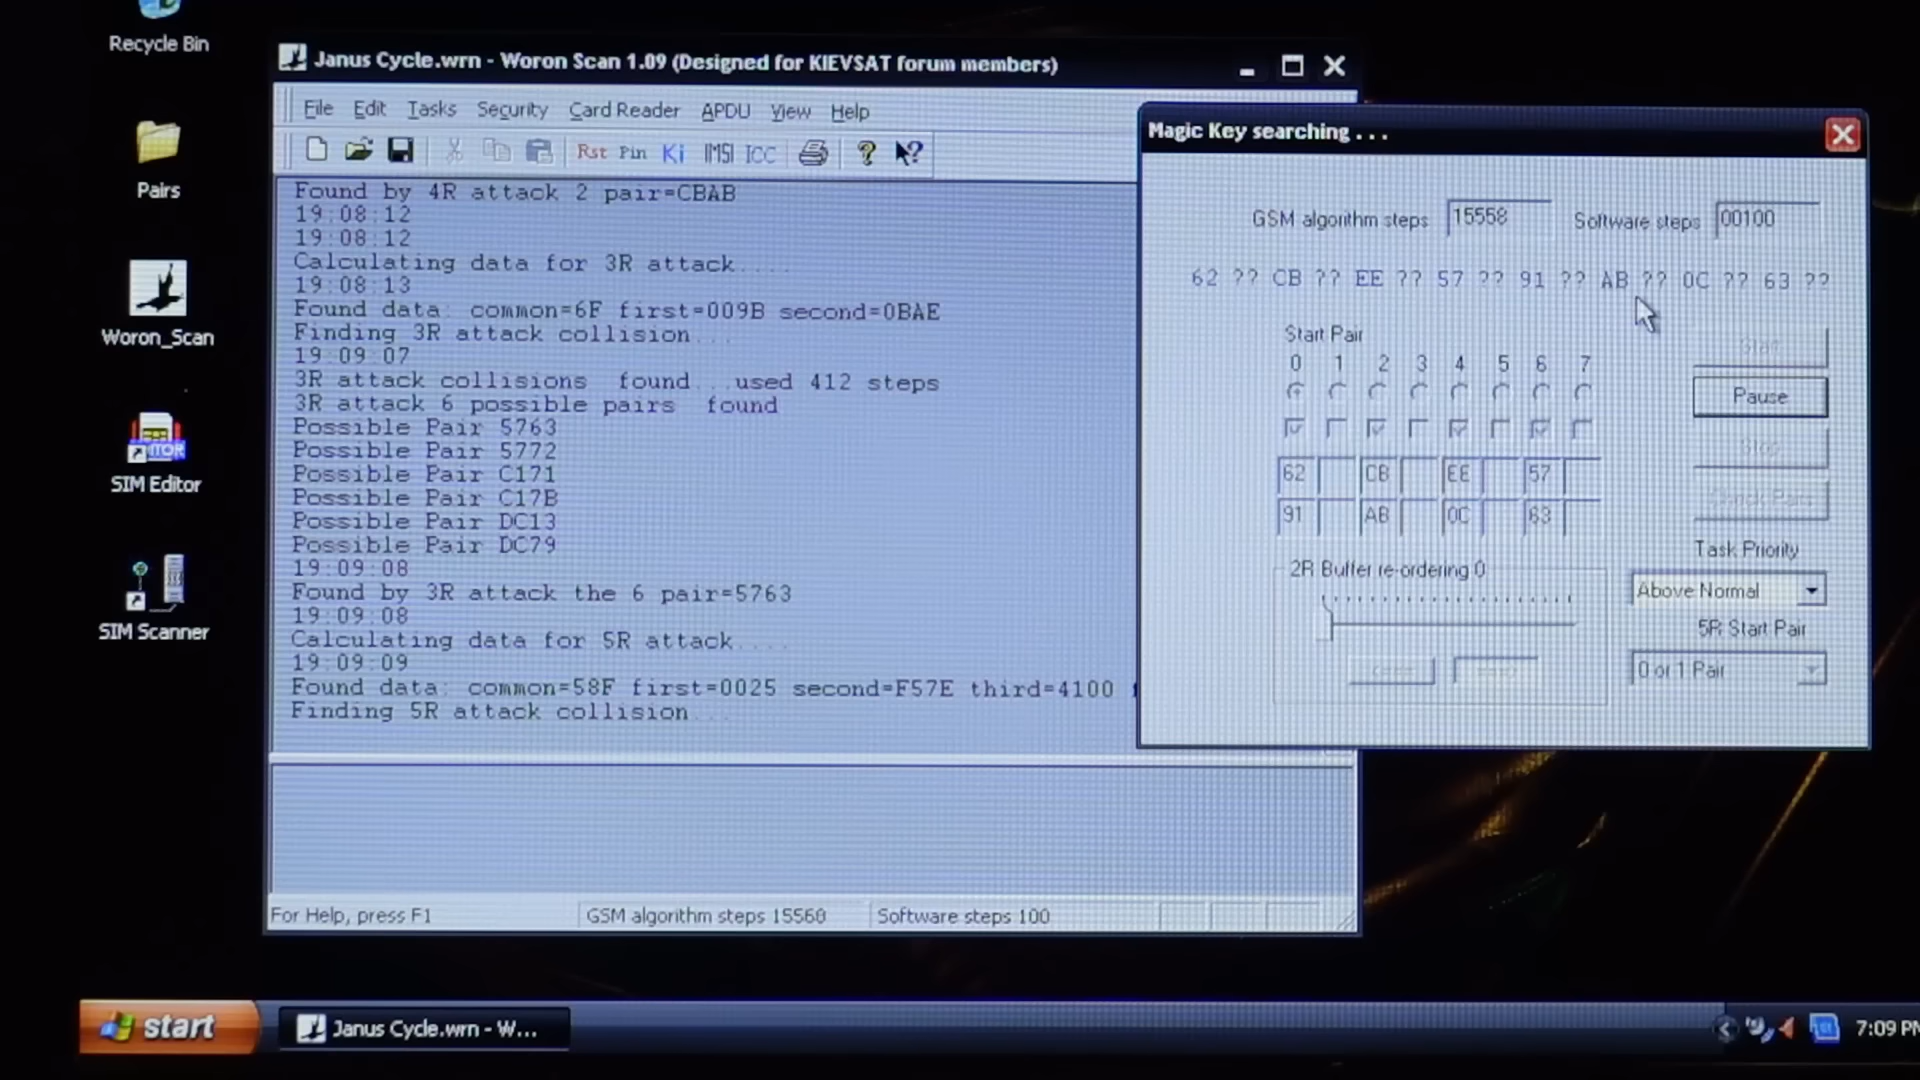 Recycle Bin
Pairs
Woron_Scan
SIM Editor
SIM Scanner
Janus Cycle.wrn - Woron Scan 1.09 (Designed for KIEVSAT forum members)
File Edit Tasks Security Card Reader APDU View Help
Rst Pin Ki IMSI ICC
Found by 4R attack 2 pair=CBAB
19:08:12
19:08:12
Calculating data for 3R attack....
19:08:13
Found data: common=6F first=009B second=0BAE
Finding 3R attack collision...
19:09:07
3R attack collisions found...used 412 steps
3R attack 6 possible pairs found
Possible Pair 5763
Possible Pair 5772
Possible Pair C171
Possible Pair C17B
Possible Pair DC13
Possible Pair DC79
19:09:08
Found by 3R attack the 6 pair=5763
19:09:08
Calculating data for 5R attack....
19:09:09
Found data: common=58F first=0025 second=F57E third=4100
Finding 5R attack collision...
For Help, press F1
GSM algorithm steps 15560
Software steps 100
Magic Key searching . . .
GSM algorithm steps 15558
Software steps 00100
62 ?? CB ?? EE ?? 57 ?? 91 ?? AB ?? 0C ?? 63 ??
Start Pair
0 1 2 3 4 5 6 7
62 CB EE 57
91 AB 0C 63
2R Buffer re-ordering 0
Start
Pause
Stop
Check Pairs
Task Priority
Above Normal
5R Start Pair
0 or 1 Pair
start
Janus Cycle.wrn - W...
7:09 PM